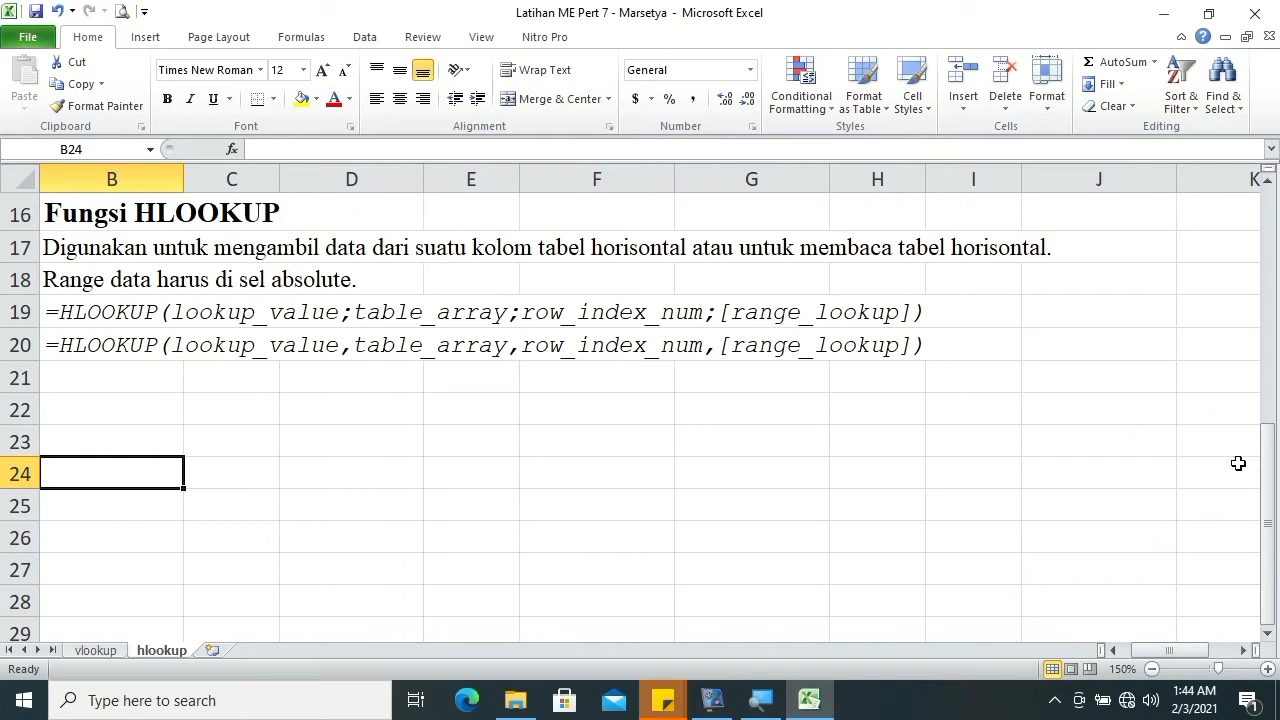 Latihan ME Pert 7 - Marsetya - Microsoft Excel
File Home Insert Page Layout Formulas Data Review View Nitro Pro
Paste
Cut
Copy
Format Painter
Clipboard
Times New Roman 12
B I U
Font
Wrap Text
Merge & Center
Alignment
General
$ % ,
Number
Conditional Formatting
Format as Table
Cell Styles
Styles
Insert Delete Format
Cells
AutoSum
Fill
Clear
Sort & Filter
Find & Select
Editing
B24 fx
B C D E F G H I J K
16 Fungsi HLOOKUP
17 Digunakan untuk mengambil data dari suatu kolom tabel horisontal atau untuk membaca tabel horisontal.
18 Range data harus di sel absolute.
19 =HLOOKUP(lookup_value;table_array;row_index_num;[range_lookup])
20 =HLOOKUP(lookup_value,table_array,row_index_num,[range_lookup])
21
22
23
24
25
26
27
28
29
vlookup hlookup
Ready 150%
Type here to search
1:44 AM
2/3/2021
1